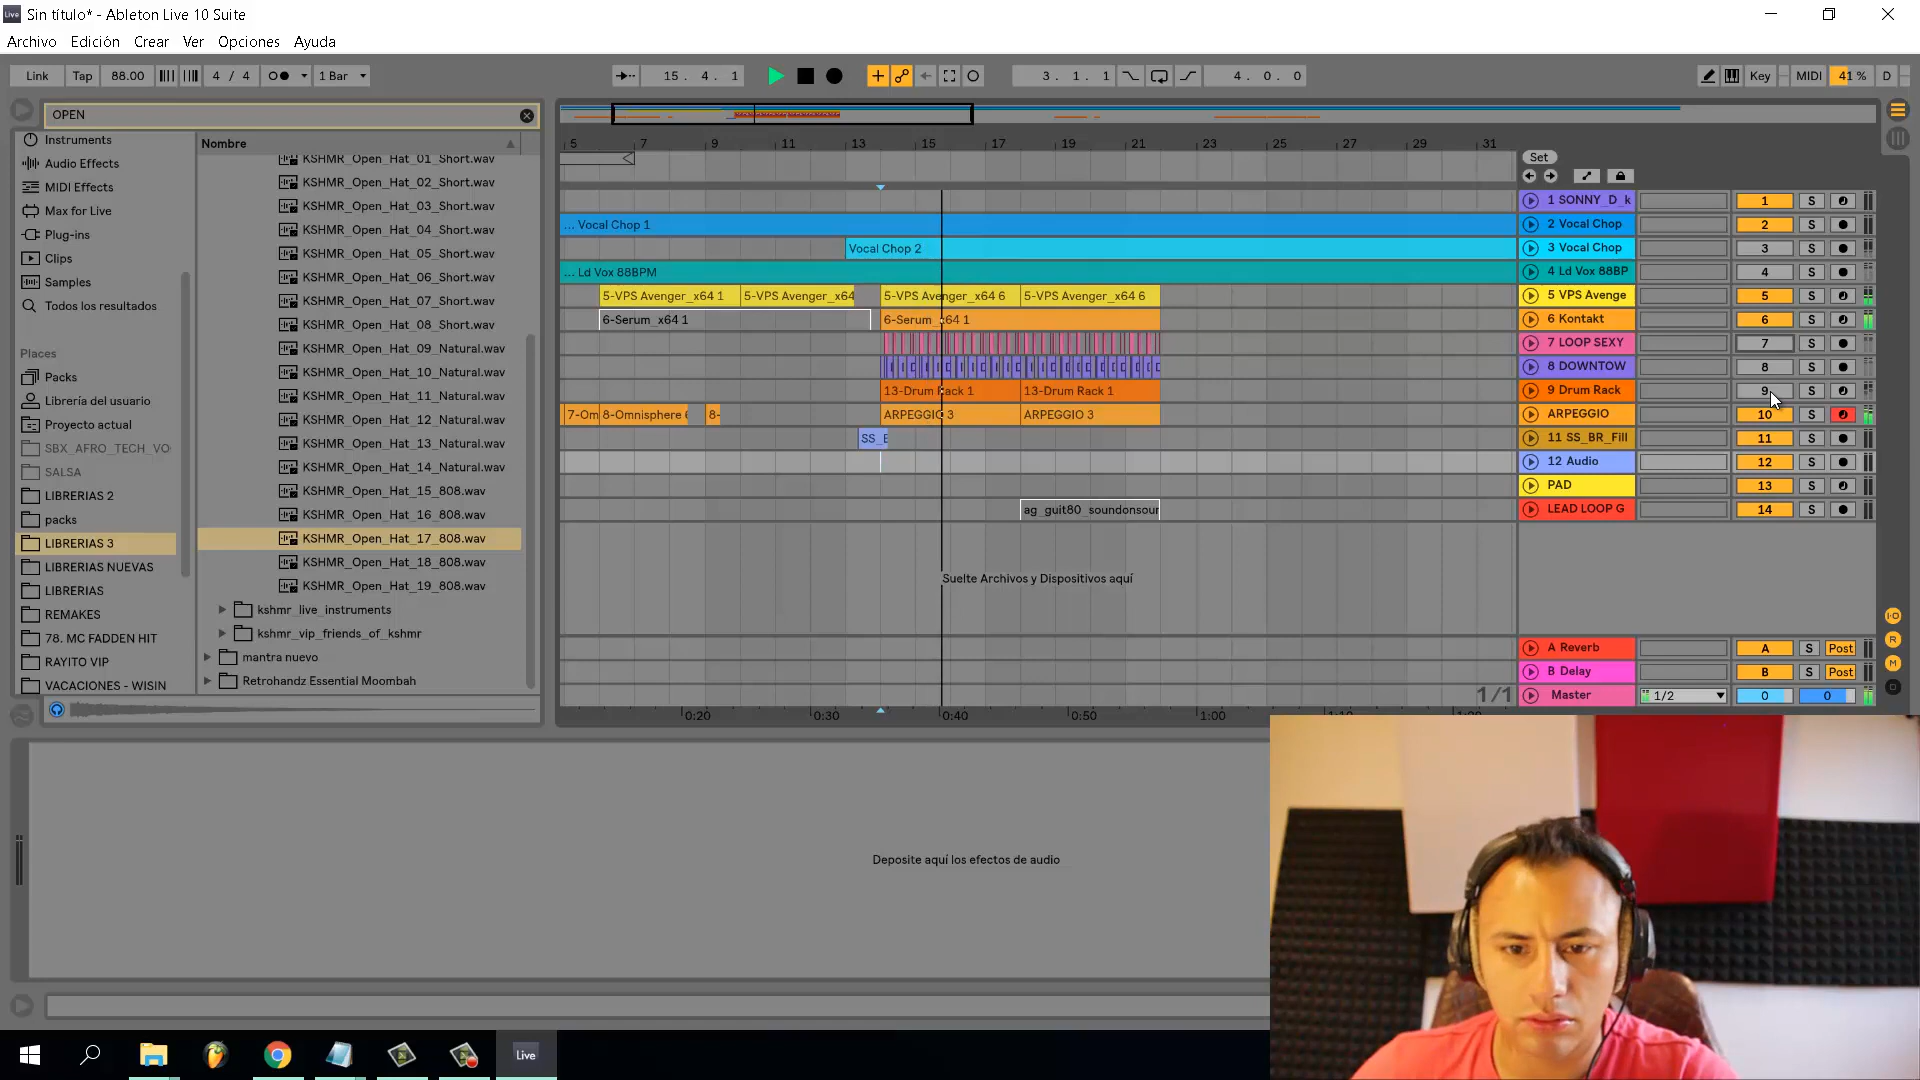 Live Sin título* - Ableton Live 10 Suite
Archivo Edición Crear Ver Opciones Ayuda
Link Tap 88.00 4 / 4 1 Bar 15 . 4 . 1 3 . 1 . 1 4 . 0 . 0 Key MIDI 41 % D
OPEN
Nombre
Instruments
Audio Effects
MIDI Effects
Max for Live
Plug-ins
Clips
Samples
Todos los resultados
Places
Packs
Librería del usuario
Proyecto actual
SBX_AFRO_TECH_VO
SALSA
LIBRERIAS 2
packs
LIBRERIAS 3
LIBRERIAS NUEVAS
LIBRERIAS
REMAKES
78. MC FADDEN HIT
RAYITO VIP
VACACIONES - WISIN
KSHMR_Open_Hat_01_Short.wav
KSHMR_Open_Hat_02_Short.wav
KSHMR_Open_Hat_03_Short.wav
KSHMR_Open_Hat_04_Short.wav
KSHMR_Open_Hat_05_Short.wav
KSHMR_Open_Hat_06_Short.wav
KSHMR_Open_Hat_07_Short.wav
KSHMR_Open_Hat_08_Short.wav
KSHMR_Open_Hat_09_Natural.wav
KSHMR_Open_Hat_10_Natural.wav
KSHMR_Open_Hat_11_Natural.wav
KSHMR_Open_Hat_12_Natural.wav
KSHMR_Open_Hat_13_Natural.wav
KSHMR_Open_Hat_14_Natural.wav
KSHMR_Open_Hat_15_808.wav
KSHMR_Open_Hat_16_808.wav
KSHMR_Open_Hat_17_808.wav
KSHMR_Open_Hat_18_808.wav
KSHMR_Open_Hat_19_808.wav
kshmr_live_instruments
kshmr_vip_friends_of_kshmr
mantra nuevo
Retrohandz Essential Moombah
5 7 9 11 13 15 17 19 21 23 25 27 29 31
Set
1 SONNY_D_k 1 S
... Vocal Chop 1 2 Vocal Chop 2 S
Vocal Chop 2 3 Vocal Chop 3 S
... Ld Vox 88BPM 4 Ld Vox 88BP 4 S
5-VPS Avenger_x64 1 5-VPS Avenger_x64 5-VPS Avenger_x64 6 5-VPS Avenger_x64 6 5 VPS Avenge 5 S
6-Serum_x64 1 6-Serum_x64 1 6 Kontakt 6 S
7 LOOP SEXY 7 S
8 DOWNTOW 8 S
13-Drum Rack 1 13-Drum Rack 1 9 Drum Rack 9 S
7-Om 8-Omnisphere 8- ARPEGGIO 3 ARPEGGIO 3 ARPEGGIO 10 S
SS_E 11 SS_BR_Fill 11 S
12 Audio 12 S
PAD 13 S
ag_guit80_soundonsour LEAD LOOP G 14 S
Suelte Archivos y Dispositivos aquí
A Reverb A S Post
B Delay B S Post
1/1 Master 1/2 0 0
0:20 0:30 0:40 0:50 1:00
Deposite aquí los efectos de audio
Live